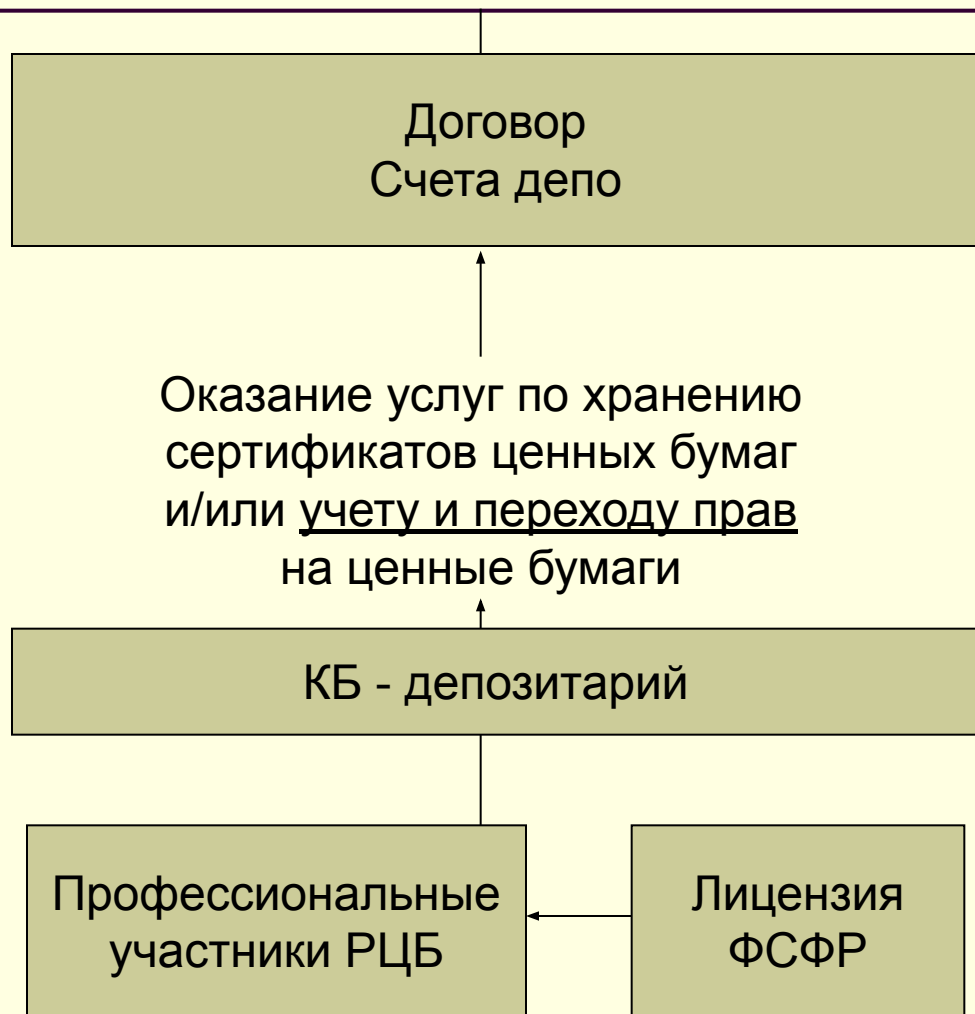 Договор
Счета депо
Оказание услуг по хранению
сертификатов ценных бумаг
и/или учету и переходу прав
на ценные бумаги
КБ - депозитарий
Профессиональные
участники РЦБ
Лицензия
ФСФР